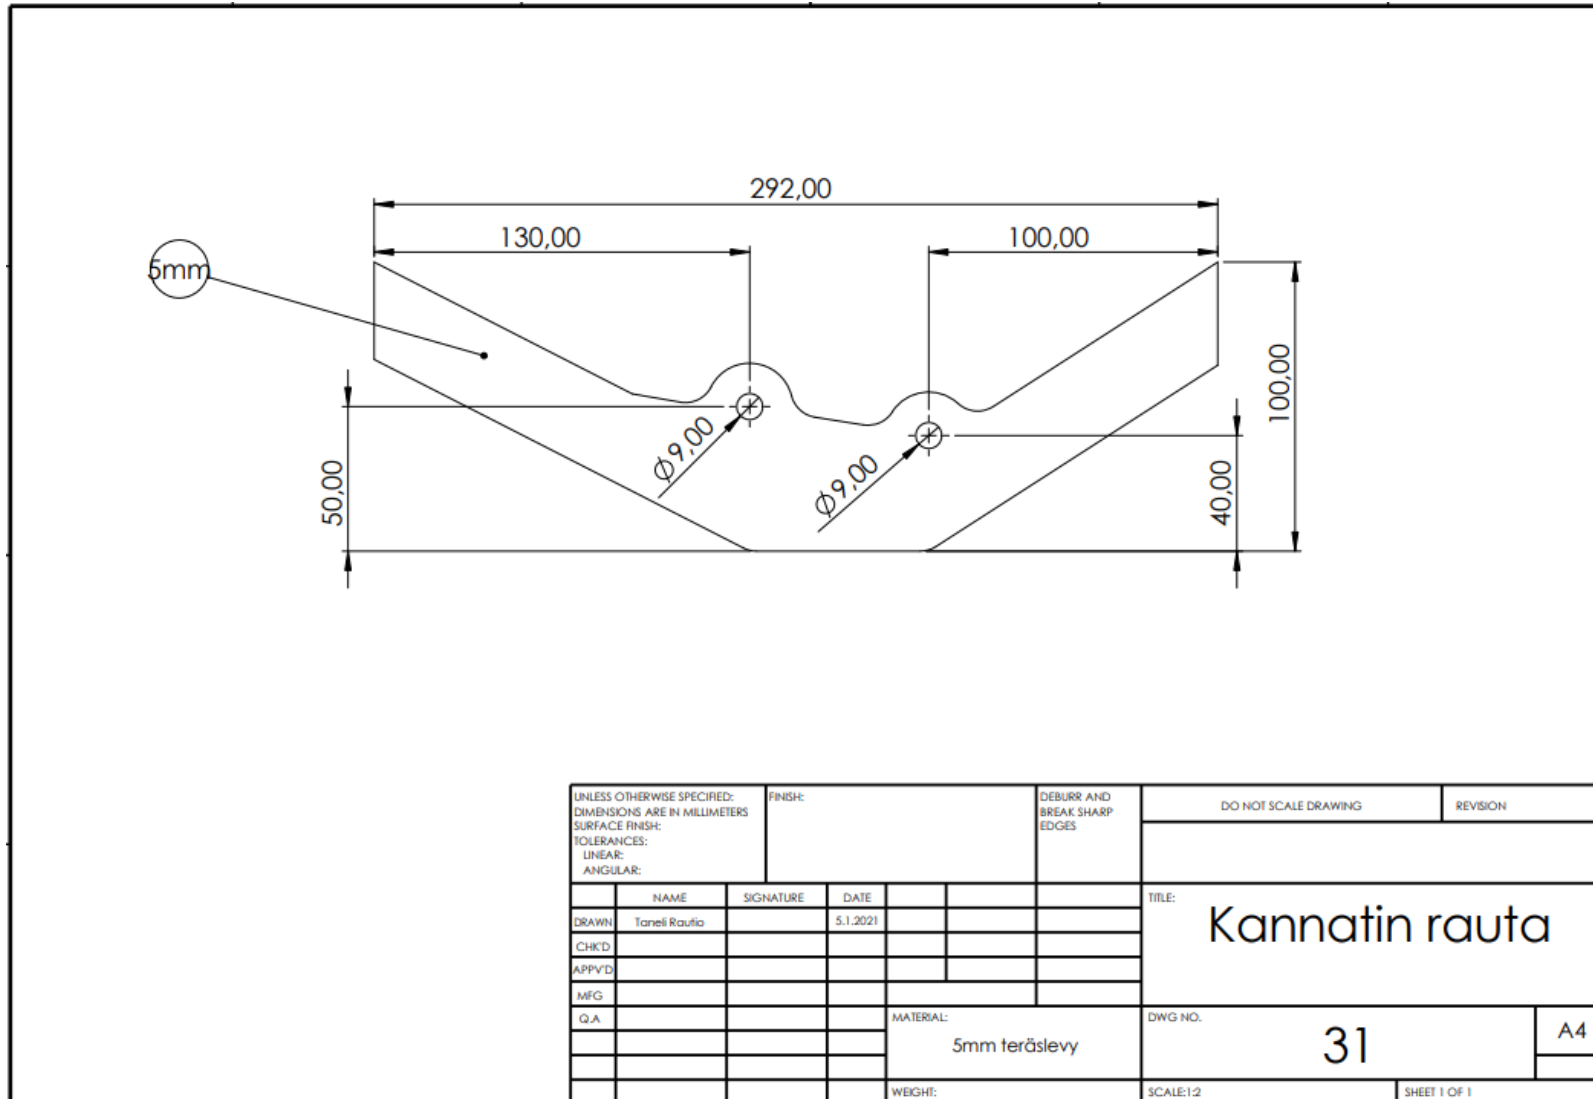 292,00
130,00
100,00
5mm
100,00
50,00
Φ9,00
Φ9,00
40,00
UNLESS OTHERWISE SPECIFIED:
DIMENSIONS ARE IN MILLIMETERS
SURFACE FINISH:
TOLERANCES:
LINEAR:
ANGULAR:
FINISH:
DEBURR AND
BREAK SHARP
EDGES
DO NOT SCALE DRAWING
REVISION
NAME
SIGNATURE
DATE
TITLE:
DRAWN
Taneli Rautio
5.1.2021
Kannatin rauta
CHK'D
APPV'D
MFG
Q.A
MATERIAL:
5mm teräslevy
DWG NO.
31
A4
WEIGHT:
SCALE:1:2
SHEET 1 OF 1